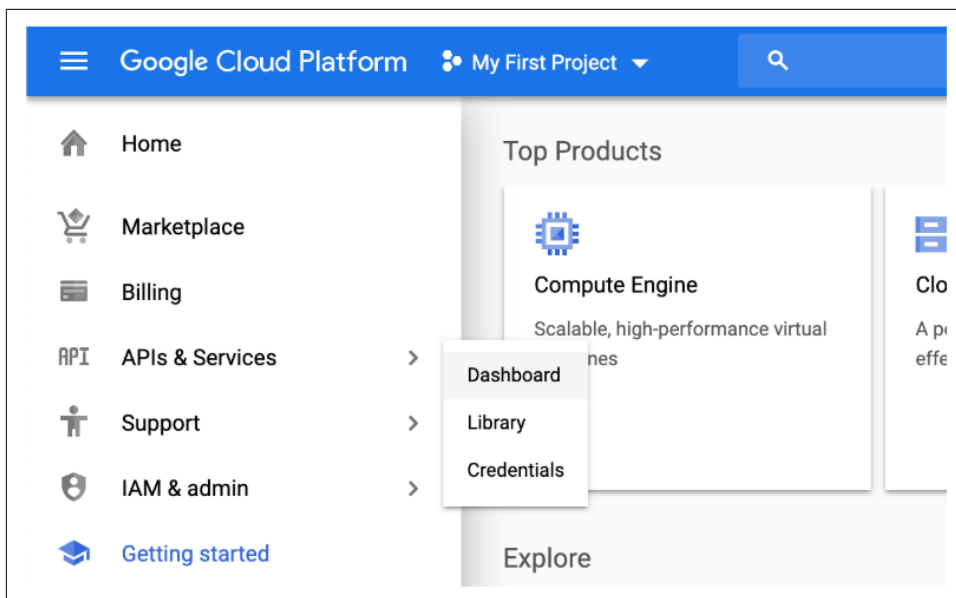 Google Cloud Platform
My First Project
Home
Marketplace
Billing
API
APIs & Services
Support
IAM & admin
Getting started
Dashboard
Library
Credentials
Top Products
Compute Engine
Scalable, high-performance virtual
Explore